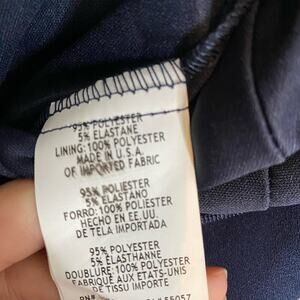 95% POLYESTER
5% ELASTANE
LINING: 100% POLYESTER
MADE IN U.S.A.
OF IMPORTED FABRIC
95% POLIESTER
5% ELASTANO
FORRO: 100% POLIESTER
HECHO EN EE.UU.
DE TELA IMPORTADA
95% POLYESTER
5% ELASTHANNE
DOUBLURE: 100% POLYESTER
FABRIQUE AUX ETATS-UNIS
DE TISSU IMPORTE
RN# 55057